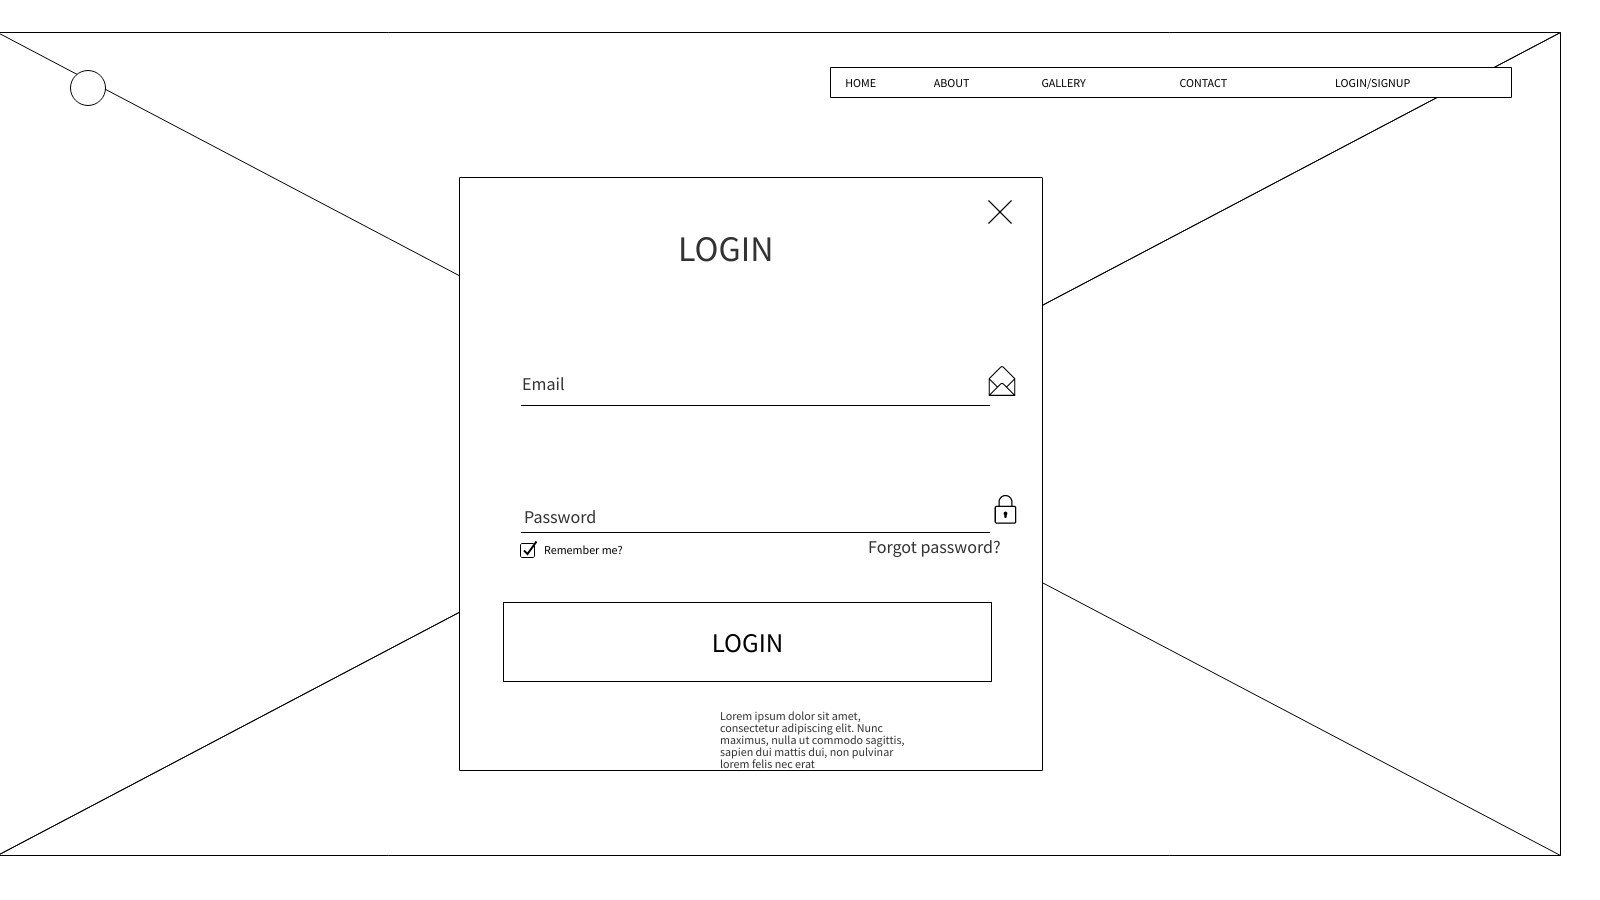 HOME
ABOUT
GALLERY
CONTACT
LOGIN/SIGNUP
LOGIN
Email
Password
Remember me?
Forgot password?
LOGIN
Lorem ipsum dolor sit amet,
consectetur adipiscing elit. Nunc
maximus, nulla ut commodo sagittis,
sapien dui mattis dui, non pulvinar
lorem felis nec erat